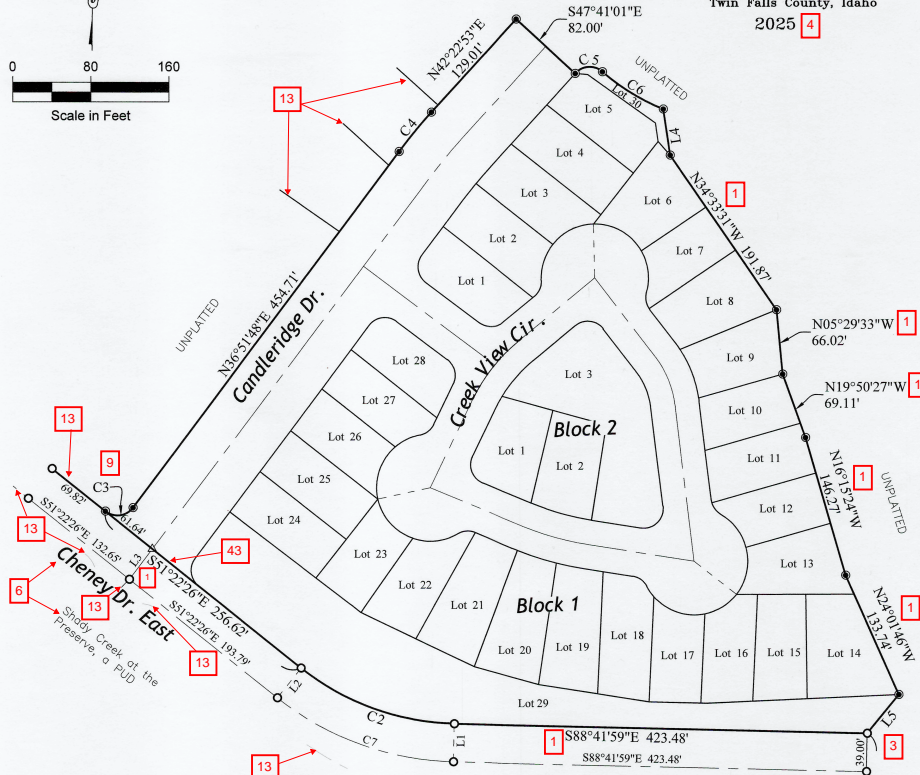 Twin Falls County, Idaho
2025 4
0 80 160
Scale in Feet
S47°41'01"E
82.00'
N42°22'53"E
129.01'
C 5
C6
UNPLATTED
Lot 30
L4
13
C4
Lot 5
Lot 4
Lot 3
Lot 2
Lot 1
Lot 6
Lot 7
Lot 8
Lot 9
Lot 10
Lot 11
Lot 12
Lot 13
Lot 14
N34°33'31"W 191.87'
1
N05°29'33"W
66.02'
1
N19°50'27"W
69.11'
1
N16°15'24"W
146.27'
1
UNPLATTED
N24°01'46"W
133.74'
1
UNPLATTED
N36°51'48"E 454.71'
Candleridge Dr.
Creek View Cir.
Lot 28
Lot 27
Lot 26
Lot 25
Lot 24
Lot 23
Lot 22
Lot 21
Lot 20
Lot 19
Lot 18
Lot 17
Lot 16
Lot 15
Lot 3
Block 2
Lot 1
Lot 2
Block 1
Lot 29
13
9
C3
69.82'
61.64'
S51°22'26"E 132.65'
13
L3
1
43
S51°22'26"E 256.62'
Cheney Dr. East
6
13
S51°22'26"E 193.79'
13
Shady Creek at the
Preserve, a PUD
L2
C2
C7
L1
13
1
S88°41'59"E 423.48'
S88°41'59"E 423.48'
39.00'
L5
3